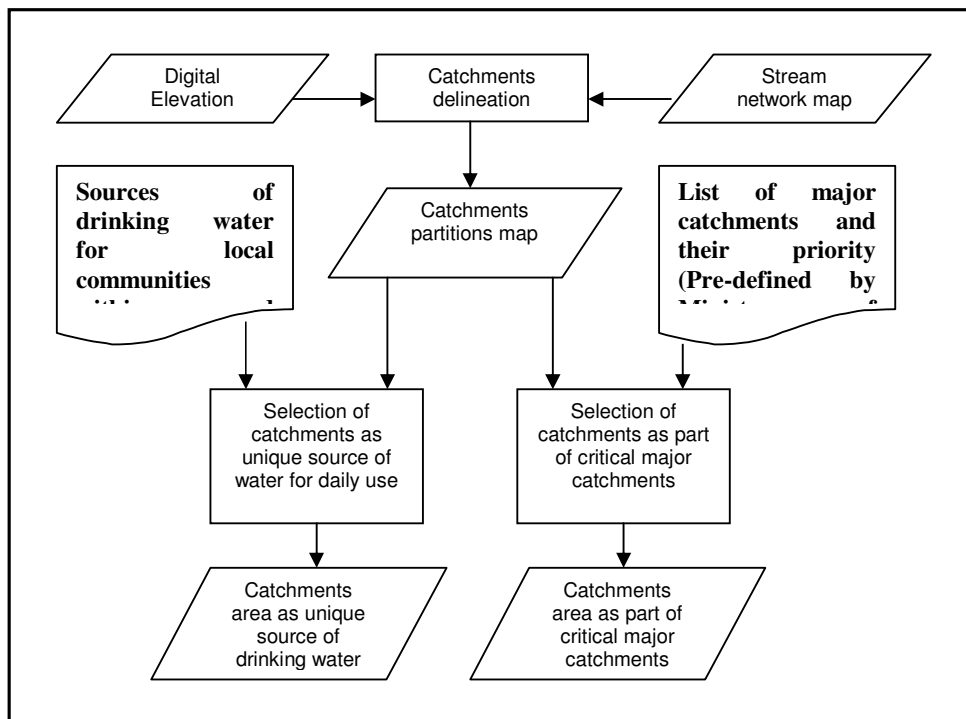 Digital
Elevation
Catchments
delineation
Stream
network map
Sources of
drinking water
for local
communities
Catchments
partitions map
List of major
catchments and
their priority
(Pre-defined by
Selection of
catchments as
unique source of
water for daily use
Selection of
catchments as part
of critical major
catchments
Catchments
area as unique
source of
drinking water
Catchments
area as part of
critical major
catchments